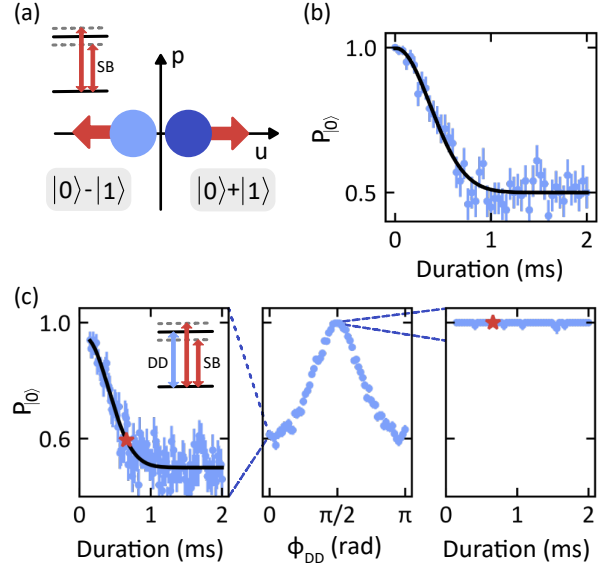 (a)
SB
p
u
|0⟩-|1⟩
|0⟩+|1⟩
(b)
P|0⟩
1.0
0.5
0
1
2
Duration (ms)
(c)
P|0⟩
1.0
0.6
DD
SB
0
1
2
Duration (ms)
0
π/2
π
ϕDD (rad)
0
1
2
Duration (ms)